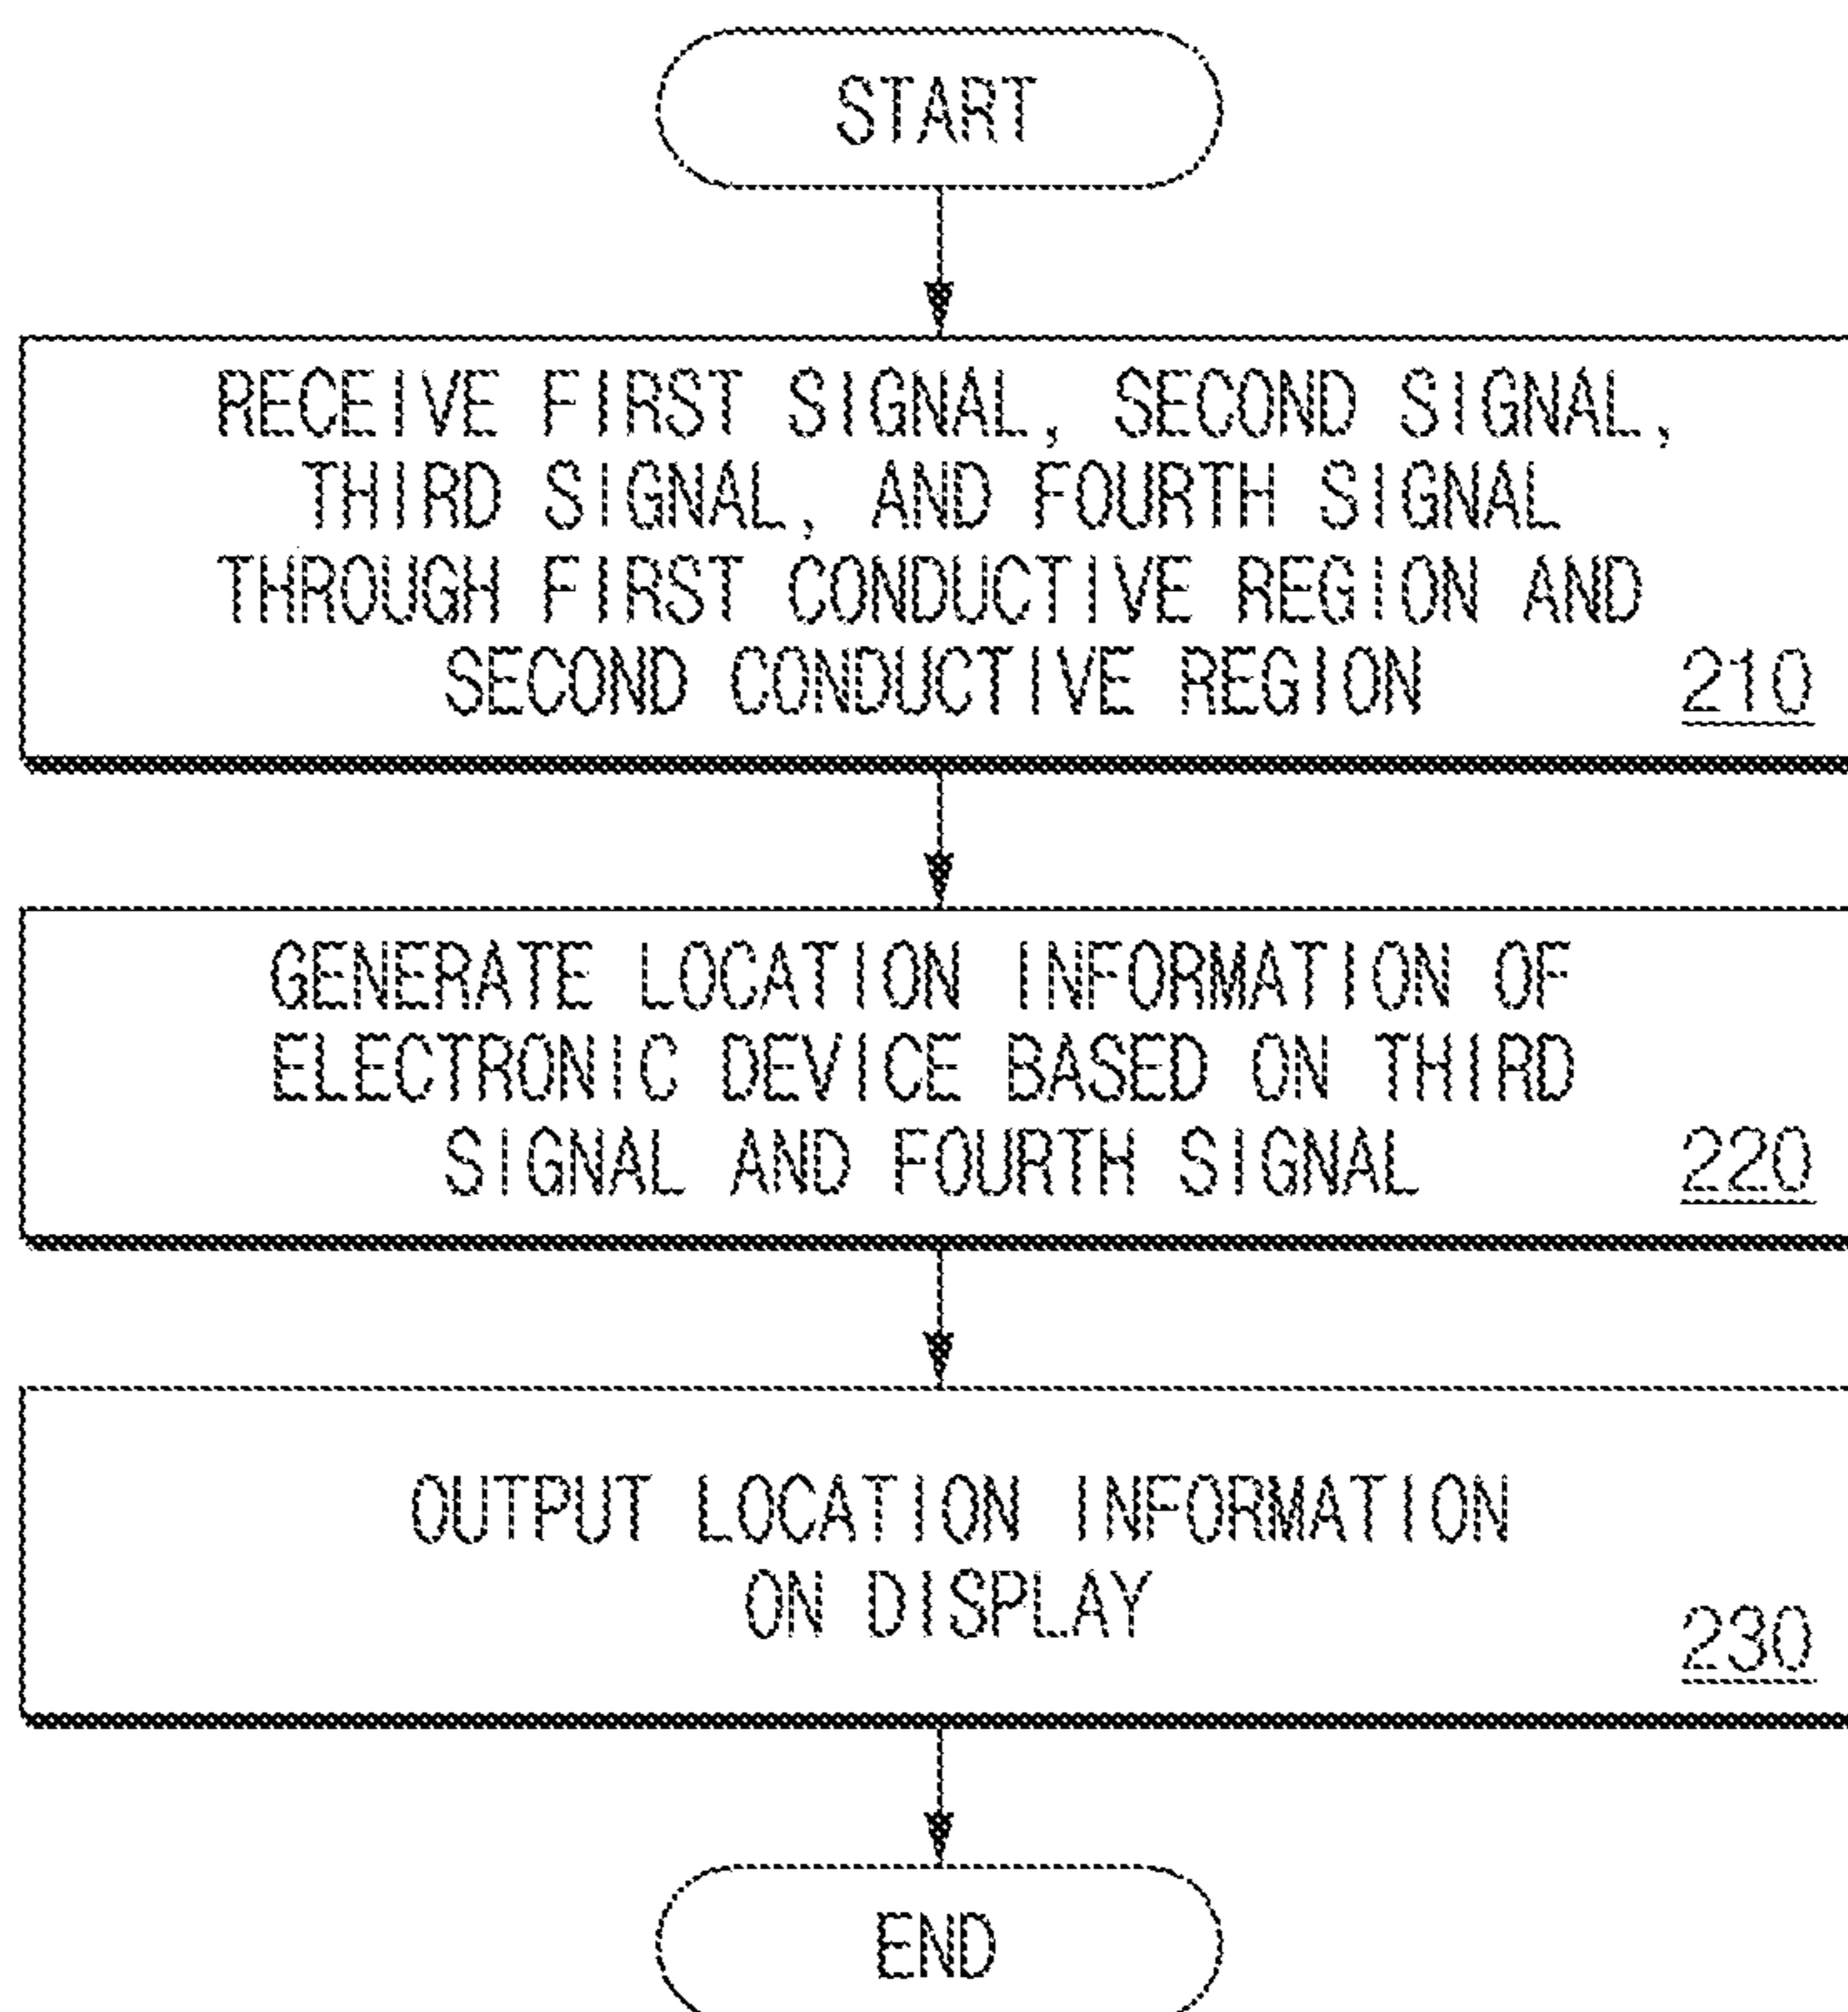 START
RECEIVE FIRST SIGNAL, SECOND SIGNAL,
THIRD SIGNAL, AND FOURTH SIGNAL
THROUGH FIRST CONDUCTIVE REGION AND
SECOND CONDUCTIVE REGION 210
GENERATE LOCATION INFORMATION OF
ELECTRONIC DEVICE BASED ON THIRD
SIGNAL AND FOURTH SIGNAL 220
OUTPUT LOCATION INFORMATION
ON DISPLAY
230
END